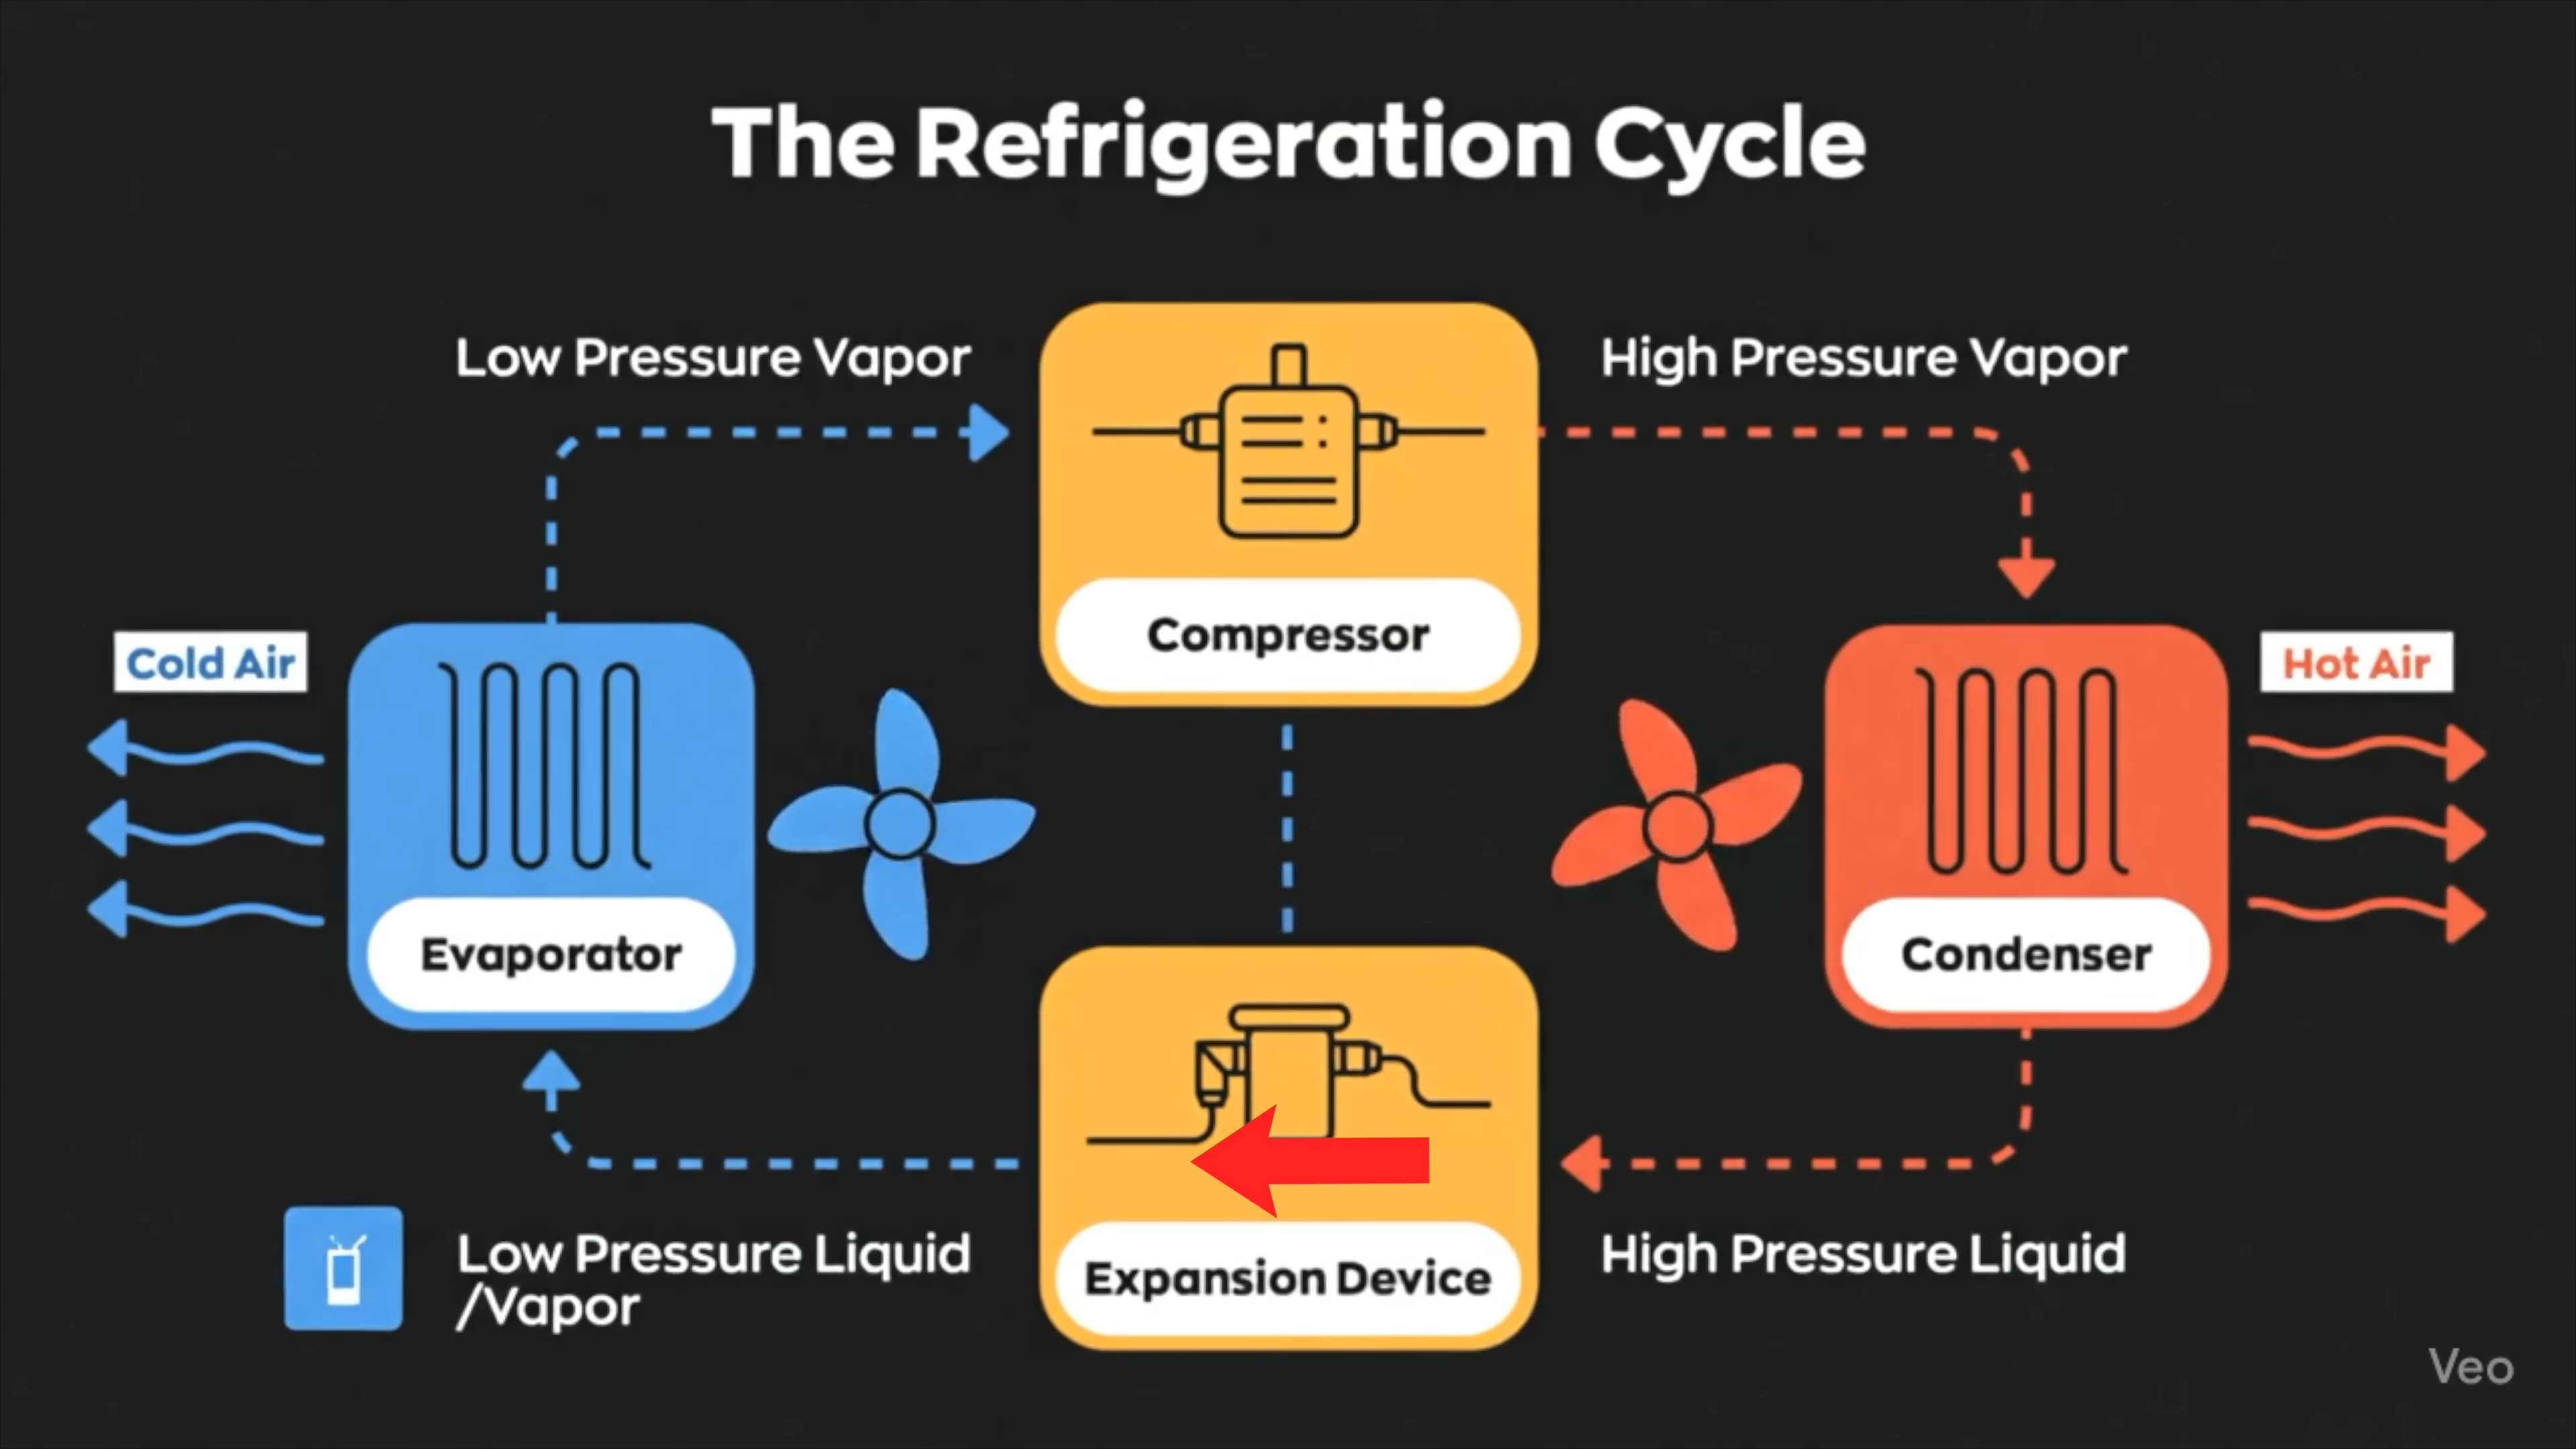 The Refrigeration Cycle
Low Pressure Vapor
High Pressure Vapor
Compressor
Cold Air
Hot Air
Evaporator
Condenser
Expansion Device
Low Pressure Liquid
/Vapor
High Pressure Liquid
Veo